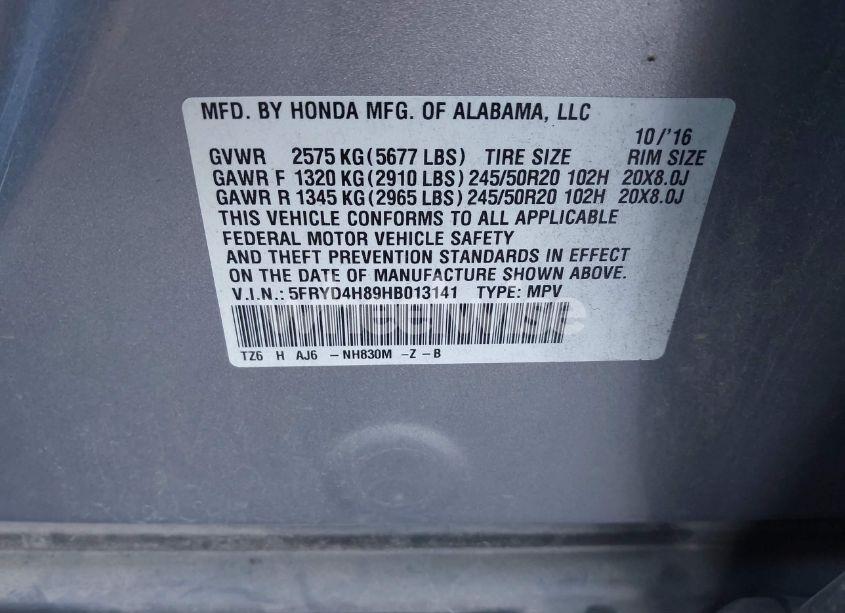 MFD. BY HONDA MFG. OF ALABAMA, LLC
10/'16
GVWR 2575 KG(5677 LBS) TIRE SIZE RIM SIZE
GAWR F 1320 KG(2910 LBS) 245/50R20 102H 20X8.0J
GAWR R 1345 KG(2965 LBS) 245/50R20 102H 20X8.0J
THIS VEHICLE CONFORMS TO ALL APPLICABLE
FEDERAL MOTOR VEHICLE SAFETY
AND THEFT PREVENTION STANDARDS IN EFFECT
ON THE DATE OF MANUFACTURE SHOWN ABOVE.
V.I.N.: 5FRYD4H89HB013141 TYPE: MPV
TZ6 H AJ6 -NH830M -Z-B